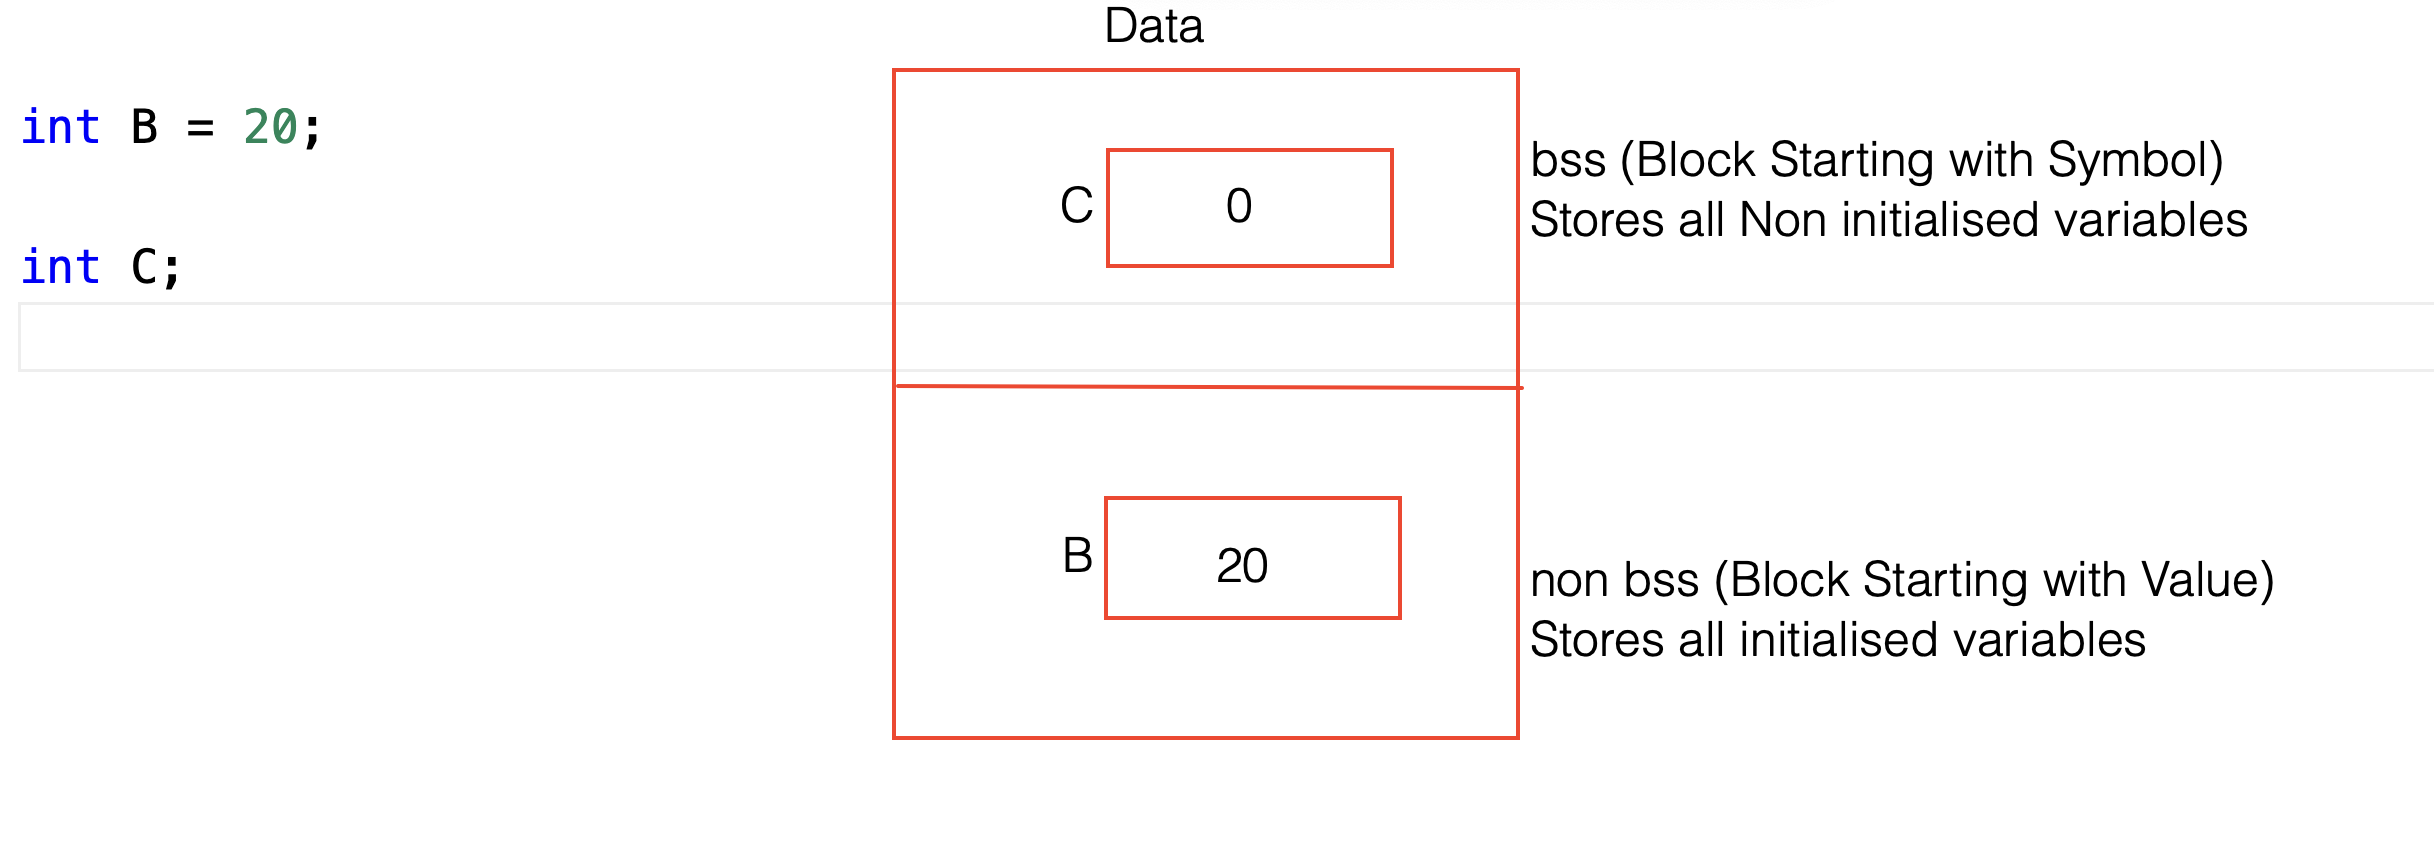 Data
int B = 20;
int C;
C
0
bss (Block Starting with Symbol)
Stores all Non initialised variables
B
20
non bss (Block Starting with Value)
Stores all initialised variables